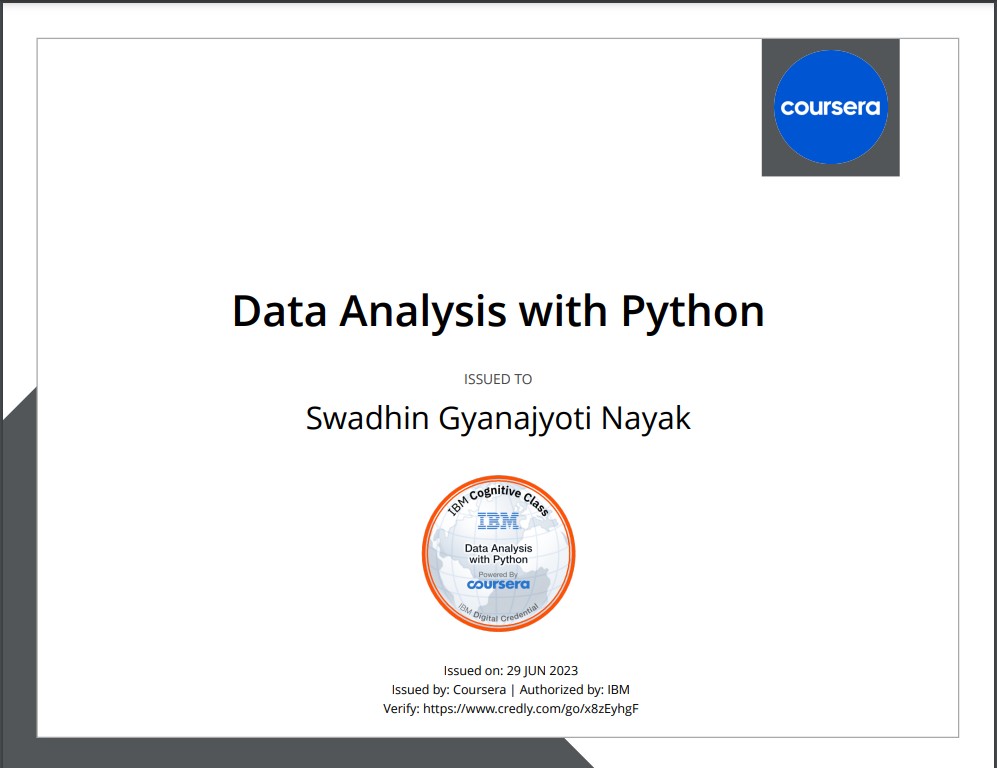 coursera
Data Analysis with Python
ISSUED TO
Swadhin Gyanajyoti Nayak
IBM Cognitive Class
IBM
Data Analysis
with Python
Powered By
coursera
IBM Digital Credential
Issued on: 29 JUN 2023
Issued by: Coursera | Authorized by: IBM
Verify: https://www.credly.com/go/x8zEyhgF